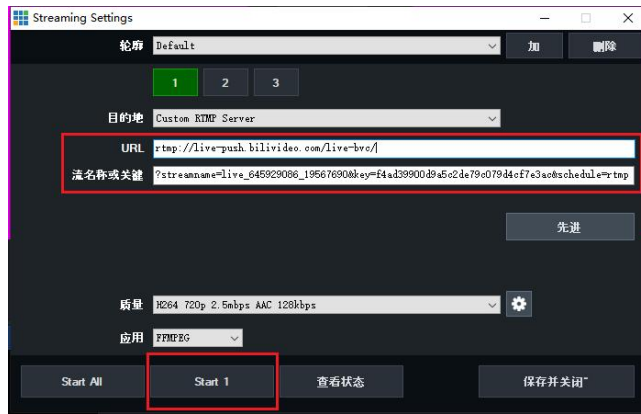 Streaming Settings
轮廓 Default 加 删除
1 2 3
目的地 Custom RTMP Server
URL rtmp://live-push.bilivideo.com/live-bvc/
流名称或关键 ?streamname=live_645929086_19567690&key=f4ad39900d9a5c2de79c079d4cf7e3ac&schedule=rtmp
先进
质量 H264 720p 2.5mbps AAC 128kbps
应用 FFMPEG
Start All Start 1 查看状态 保存并关闭~